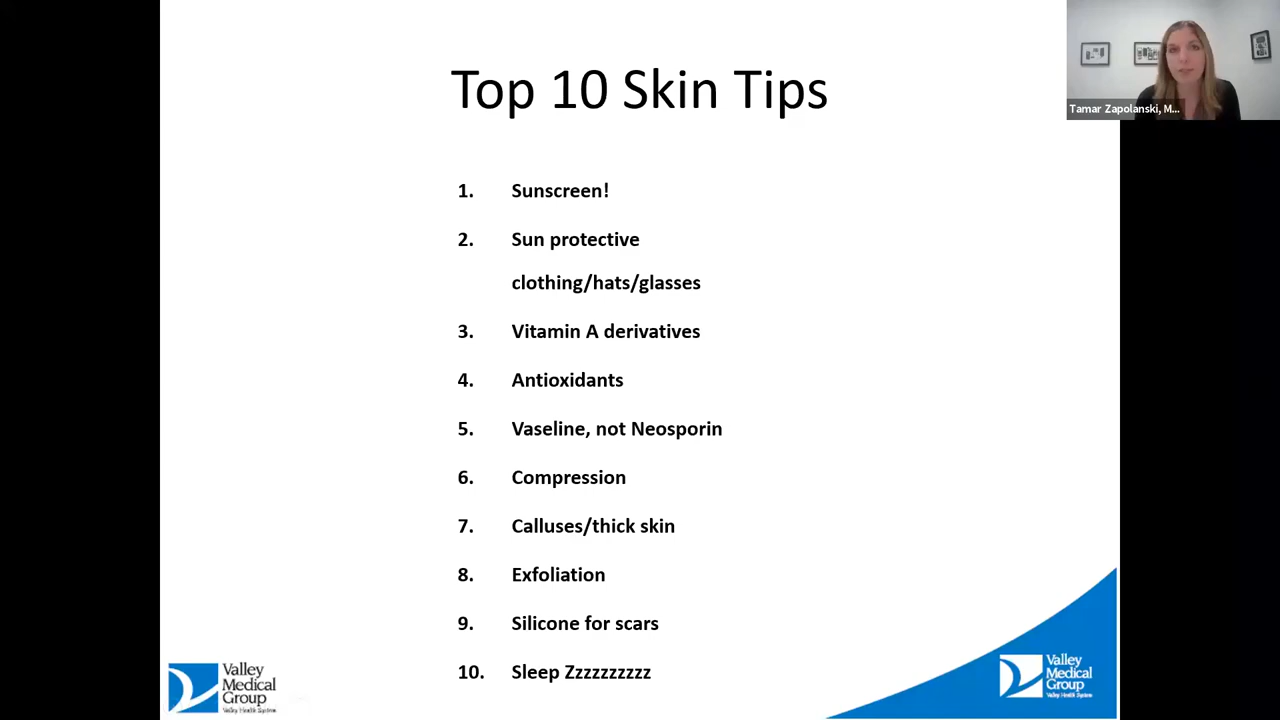 Top 10 Skin Tips
Tamar Zapolanski, M...
1. Sunscreen!
2. Sun protective
clothing/hats/glasses
3. Vitamin A derivatives
4. Antioxidants
5. Vaseline, not Neosporin
6. Compression
7. Calluses/thick skin
8. Exfoliation
9. Silicone for scars
10. Sleep Zzzzzzzzzz
Valley
Medical
Group
Valley Health System
Valley
Medical
Group
Valley Health System